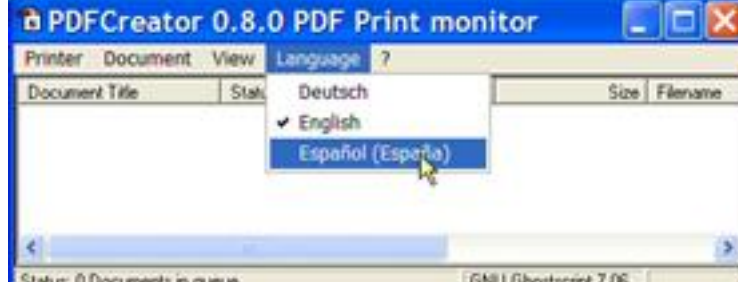 PDFCreator 0.8.0 PDF Print monitor
Printer Document View Language ?
Document Title Size Filename
Deutsch
✔ English
Español (España)
Status: 0 Documents in queue GNU Ghostscript 7.06